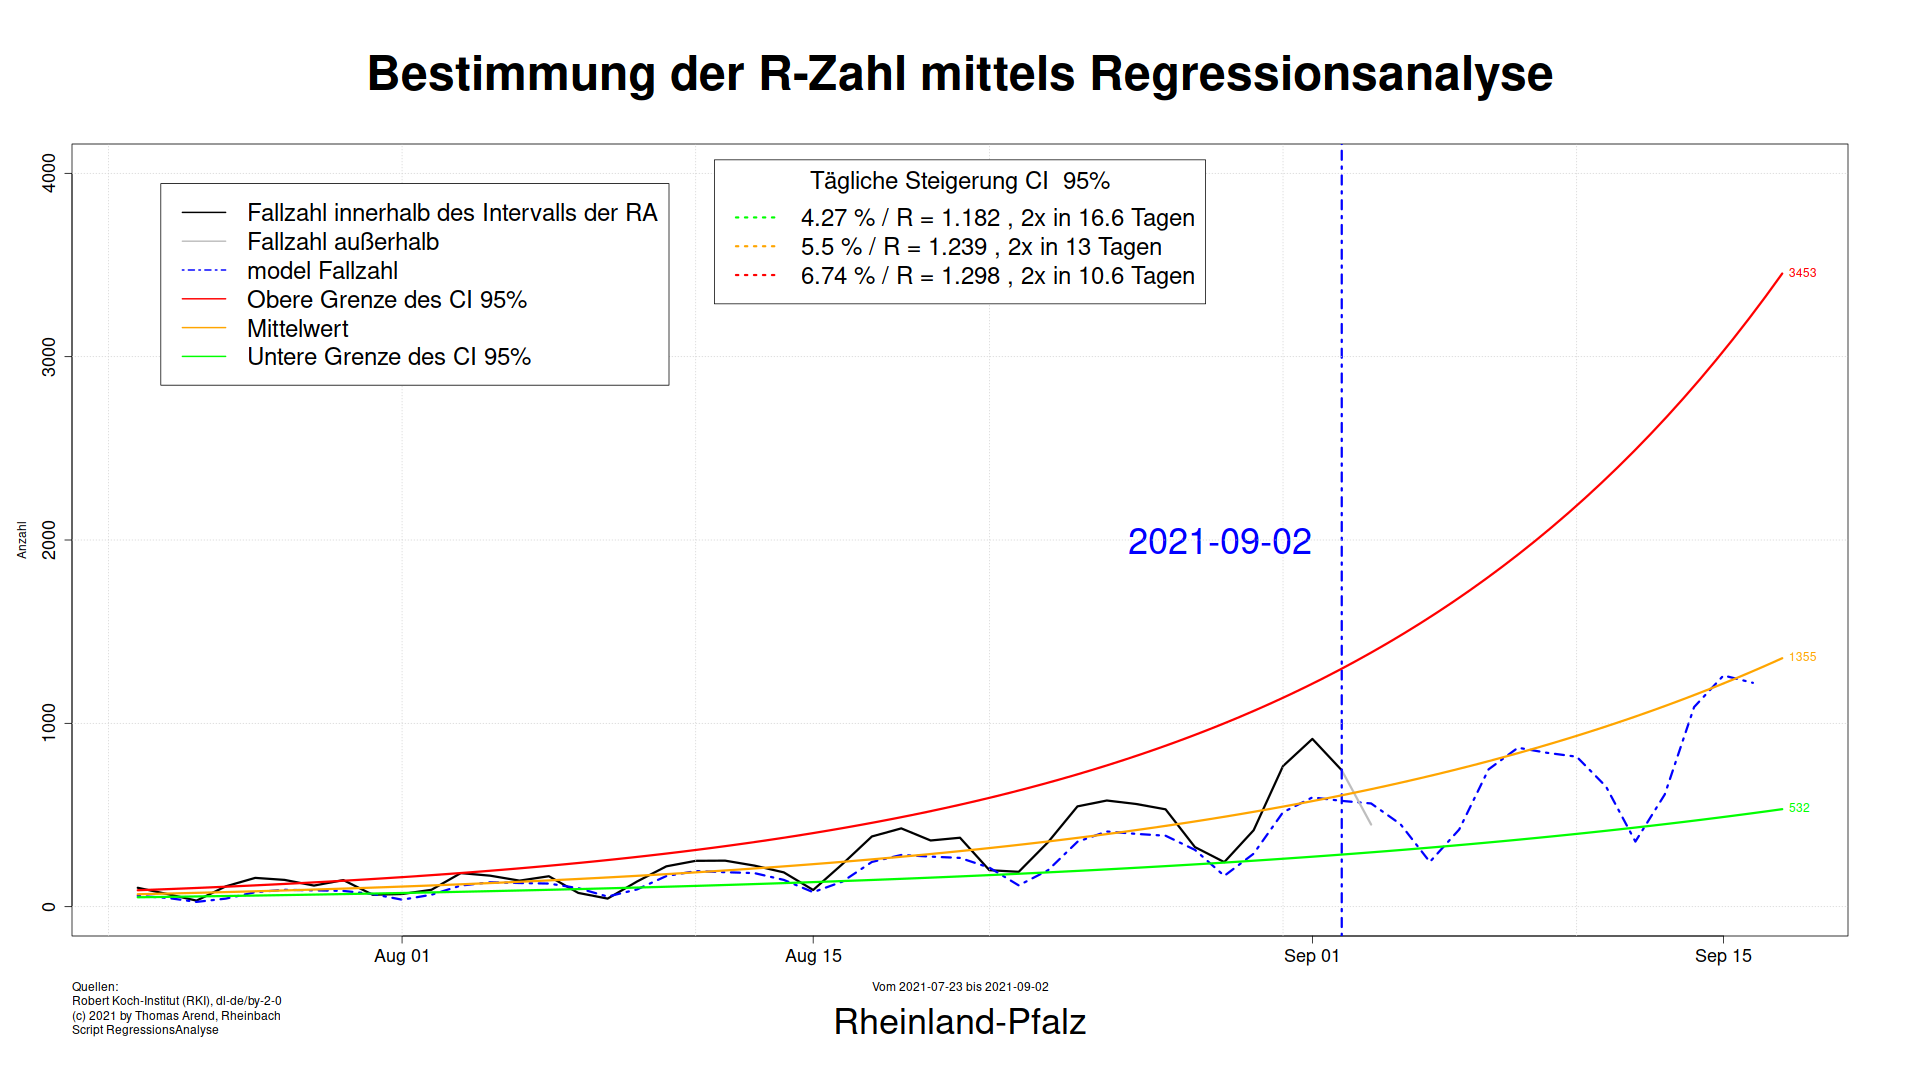 Bestimmung der R-Zahl mittels Regressionsanalyse
Fallzahl innerhalb des Intervalls der RA
Fallzahl außerhalb
model Fallzahl
Obere Grenze des CI 95%
Mittelwert
Untere Grenze des CI 95%
Tägliche Steigerung CI 95%
4.27 % / R = 1.182 , 2x in 16.6 Tagen
5.5 % / R = 1.239 , 2x in 13 Tagen
6.74 % / R = 1.298 , 2x in 10.6 Tagen
4000
3000
2000
1000
0
Anzahl
2021-09-02
3453
1355
532
Aug 01
Aug 15
Sep 01
Sep 15
Quellen:
Robert Koch-Institut (RKI), dl-de/by-2-0
(c) 2021 by Thomas Arend, Rheinbach
Script RegressionsAnalyse
Vom 2021-07-23 bis 2021-09-02
Rheinland-Pfalz